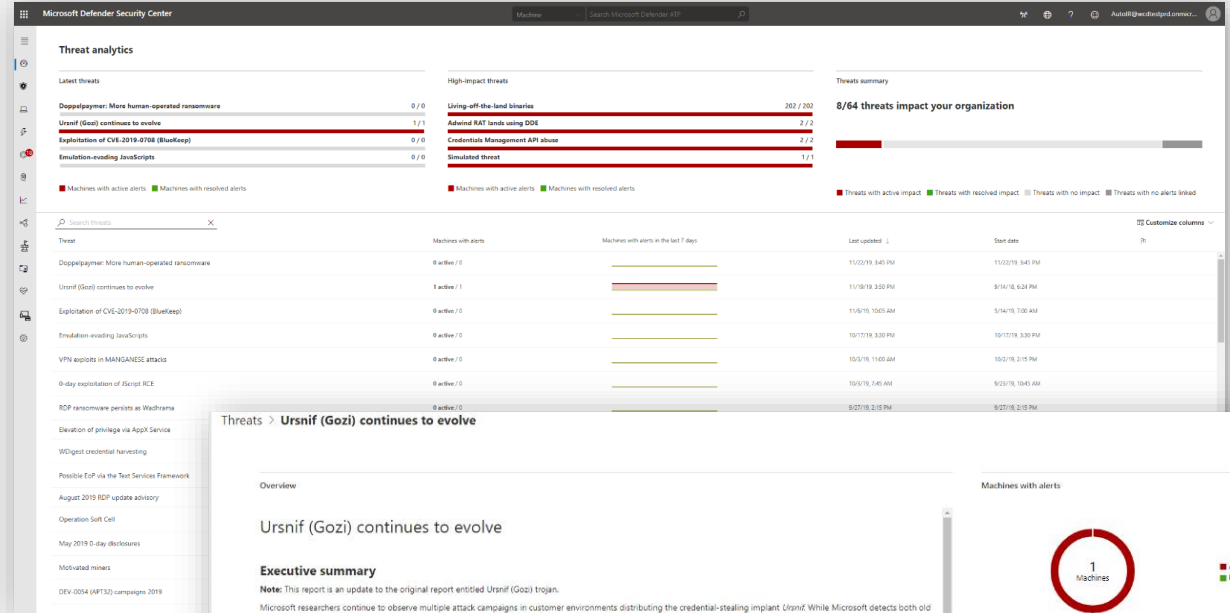 Microsoft Defender Security Center
Machine
Search Microsoft Defender ATP
AutoIR@wcdtestprd.onmicr...
Threat analytics
Latest threats
Doppelpaymer: More human-operated ransomware 0 / 0
Ursnif (Gozi) continues to evolve 1 / 1
Exploitation of CVE-2019-0708 (BlueKeep) 0 / 0
Emulation-evading JavaScripts 0 / 0
Machines with active alerts Machines with resolved alerts
High-impact threats
Living-off-the-land binaries 202 / 202
Adwind RAT lands using DDE 2 / 2
Credentials Management API abuse 2 / 2
Simulated threat 1 / 1
Machines with active alerts Machines with resolved alerts
Threats summary
8/64 threats impact your organization
Threats with active impact Threats with resolved impact Threats with no impact Threats with no alerts linked
Search threats
Customize columns
Threat Machines with alerts Machines with alerts in the last 7 days Last updated Start date
Doppelpaymer: More human-operated ransomware 0 active / 0 11/22/19, 3:45 PM 11/22/19, 3:45 PM
Ursnif (Gozi) continues to evolve 1 active / 1 11/19/19, 3:50 PM 9/14/18, 6:24 PM
Exploitation of CVE-2019-0708 (BlueKeep) 0 active / 0 11/6/19, 10:05 AM 5/14/19, 7:00 AM
Emulation-evading JavaScripts 0 active / 0 10/17/19, 3:30 PM 10/17/19, 3:30 PM
VPN exploits in MANGANESE attacks 0 active / 0 10/3/19, 11:00 AM 10/2/19, 2:15 PM
0-day exploitation of JScript RCE 0 active / 0 10/3/19, 7:45 AM 9/23/19, 10:45 AM
RDP ransomware persists as Wadhrama 0 active / 0 9/27/19, 2:15 PM 9/27/19, 2:15 PM
Elevation of privilege via AppX Service
WDigest credential harvesting
Possible EoP via the Text Services Framework
August 2019 RDP update advisory
Operation Soft Cell
May 2019 0-day disclosures
Motivated miners
DEV-0054 (APT32) campaigns 2019
Threats > Ursnif (Gozi) continues to evolve
Overview
Ursnif (Gozi) continues to evolve
Executive summary
Note: This report is an update to the original report entitled Ursnif (Gozi) trojan.
Microsoft researchers continue to observe multiple attack campaigns in customer environments distributing the credential-stealing implant Ursnif. While Microsoft detects both old
Machines with alerts
1
Machines